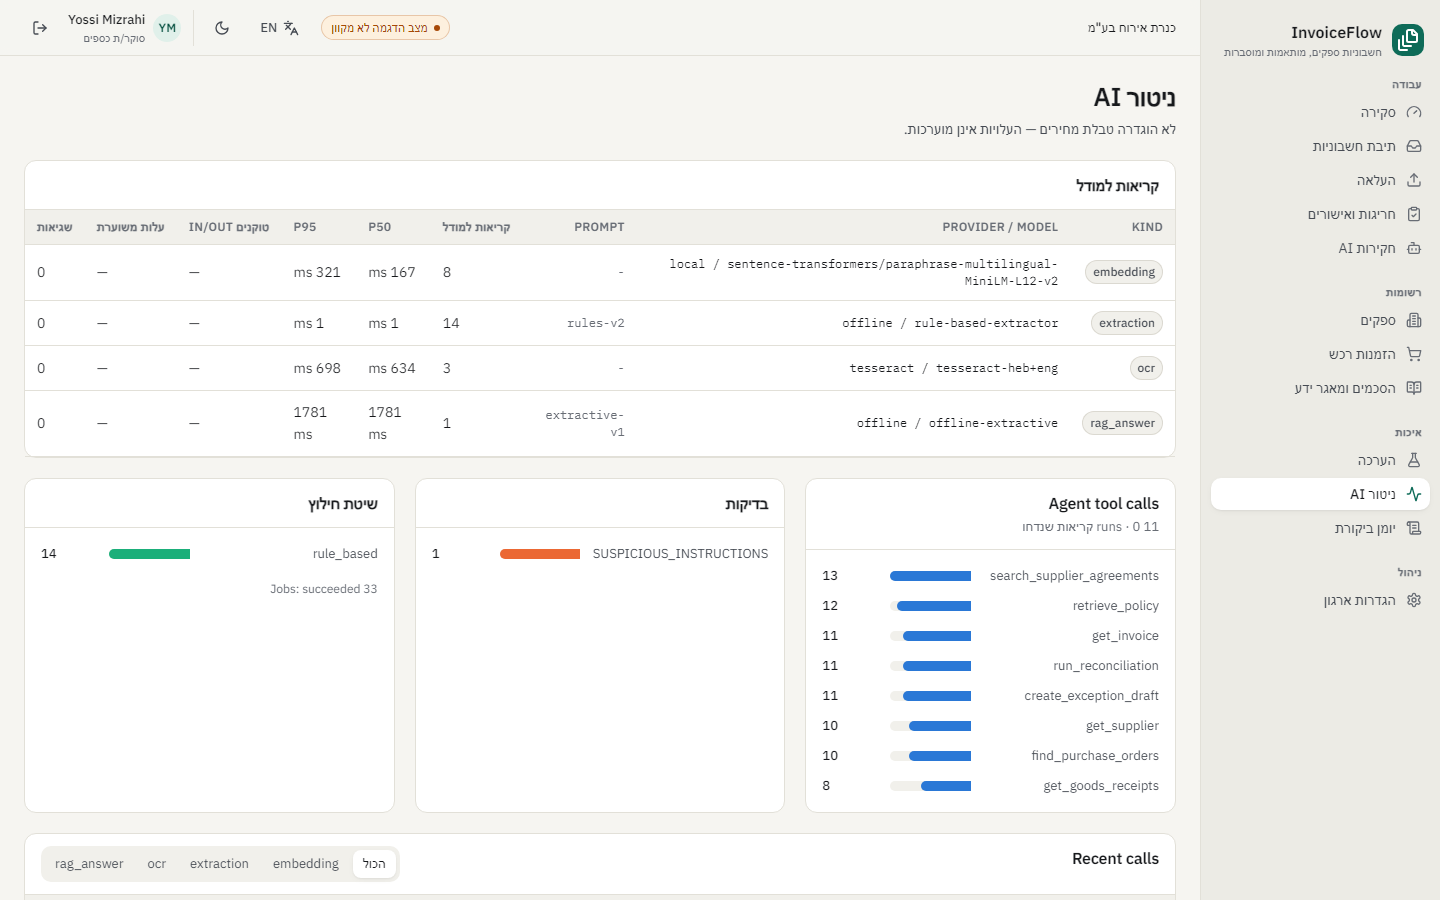 InvoiceFlow
חשבוניות ספקים, מותאמות ומוסברות
עבודה
סקירה
תיבת חשבוניות
העלאה
חריגות ואישורים
חקירות AI
רשומות
ספקים
הזמנות רכש
הסכמים ומאגר ידע
איכות
הערכה
ניטור AI
יומן ביקורת
ניהול
הגדרות ארגון
כנרת אירוח בע"מ
מצב הדגמה לא מקוון
EN
YM
Yossi Mizrahi
סוקר/ת כספים
ניטור AI
לא הוגדרה טבלת מחירים — העלויות אינן מוערכות.
קריאות למודל
KIND PROVIDER / MODEL PROMPT קריאות למודל P50 P95 טוקנים IN/OUT עלות משוערת שגיאות
embedding local / sentence-transformers/paraphrase-multilingual- - 8 ms 167 ms 321 — — 0
MiniLM-L12-v2
extraction offline / rule-based-extractor rules-v2 14 ms 1 ms 1 — — 0
ocr tesseract / tesseract-heb+eng - 3 ms 634 ms 698 — — 0
rag_answer offline / offline-extractive extractive- 1 1781 1781 — — 0
v1 ms ms
Agent tool calls
11 runs · 0 קריאות שנדחו
search_supplier_agreements 13
retrieve_policy 12
get_invoice 11
run_reconciliation 11
create_exception_draft 11
get_supplier 10
find_purchase_orders 10
get_goods_receipts 8
בדיקות
SUSPICIOUS_INSTRUCTIONS 1
שיטת חילוץ
rule_based 14
Jobs: succeeded 33
Recent calls
הכול embedding extraction ocr rag_answer